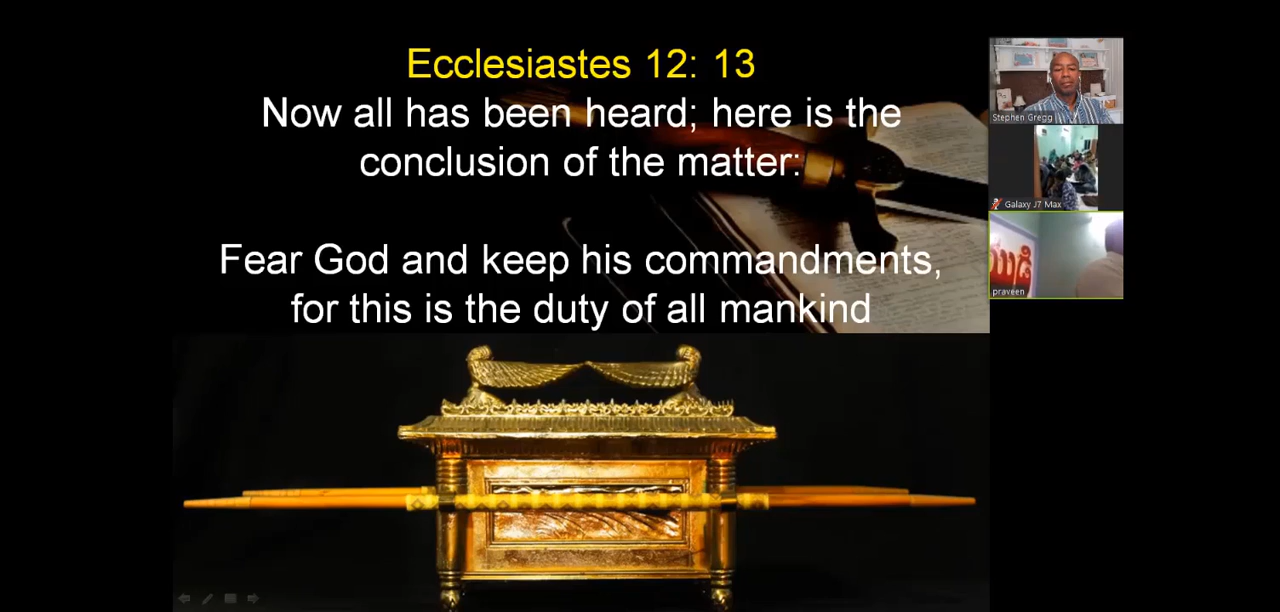 Ecclesiastes 12: 13
Now all has been heard; here is the
conclusion of the matter:
Fear God and keep his commandments,
for this is the duty of all mankind
Stephen Gregg
Galaxy J7 Max
praveen